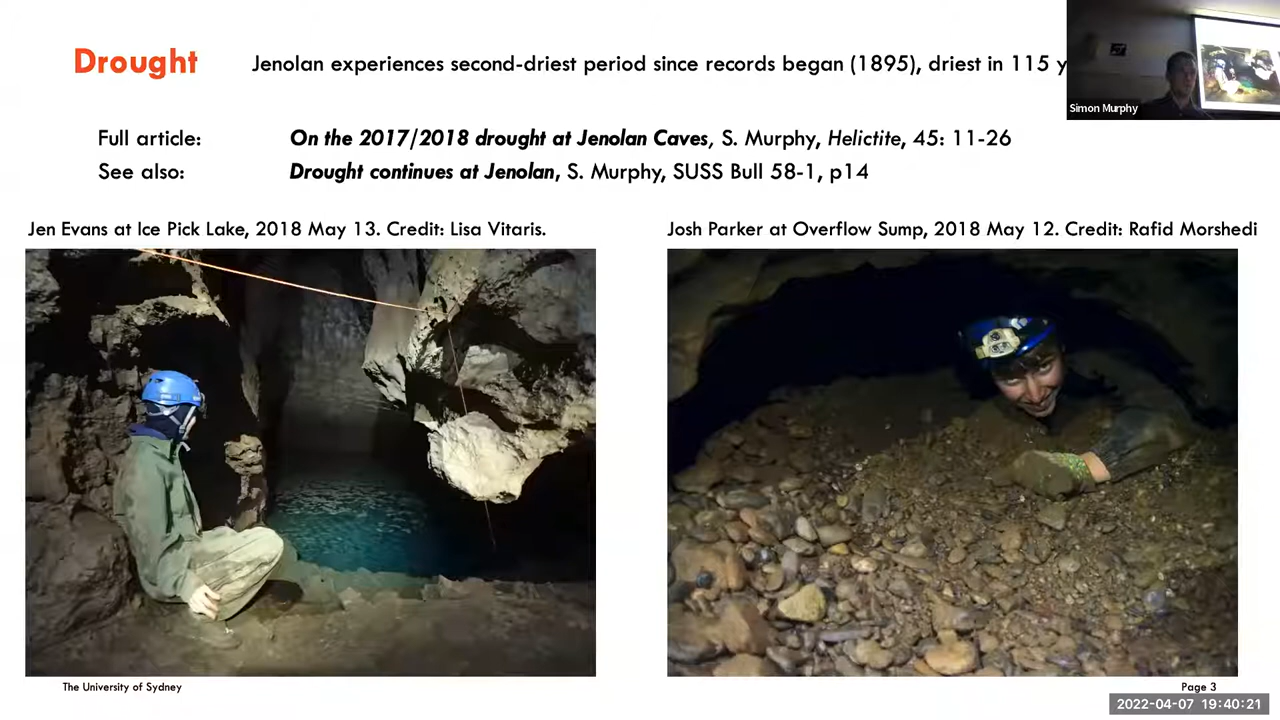 Drought
Jenolan experiences second-driest period since records began (1895), driest in 115 y
Simon Murphy
Full article: On the 2017/2018 drought at Jenolan Caves, S. Murphy, Helictite, 45: 11-26
See also: Drought continues at Jenolan, S. Murphy, SUSS Bull 58-1, p14
Jen Evans at Ice Pick Lake, 2018 May 13. Credit: Lisa Vitaris.
Josh Parker at Overflow Sump, 2018 May 12. Credit: Rafid Morshedi
The University of Sydney
Page 3
2022-04-07 19:40:21